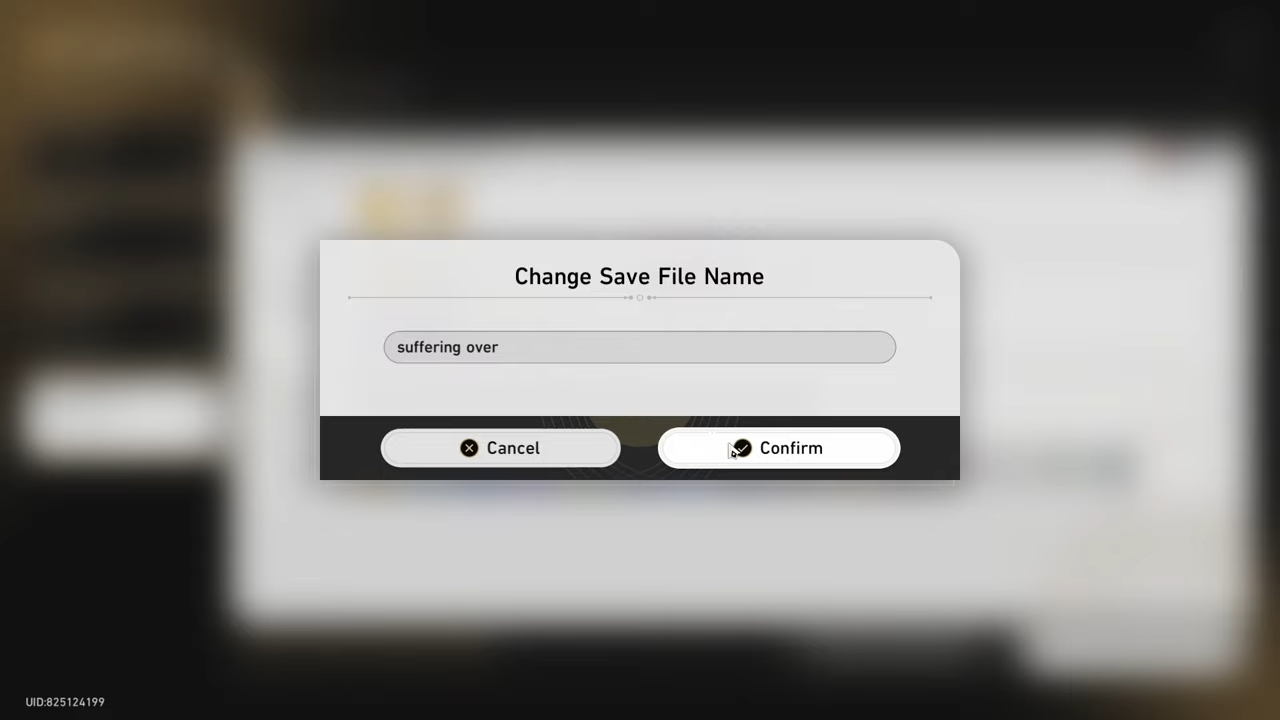 Change Save File Name
suffering over
Cancel
Confirm
UID:825124199